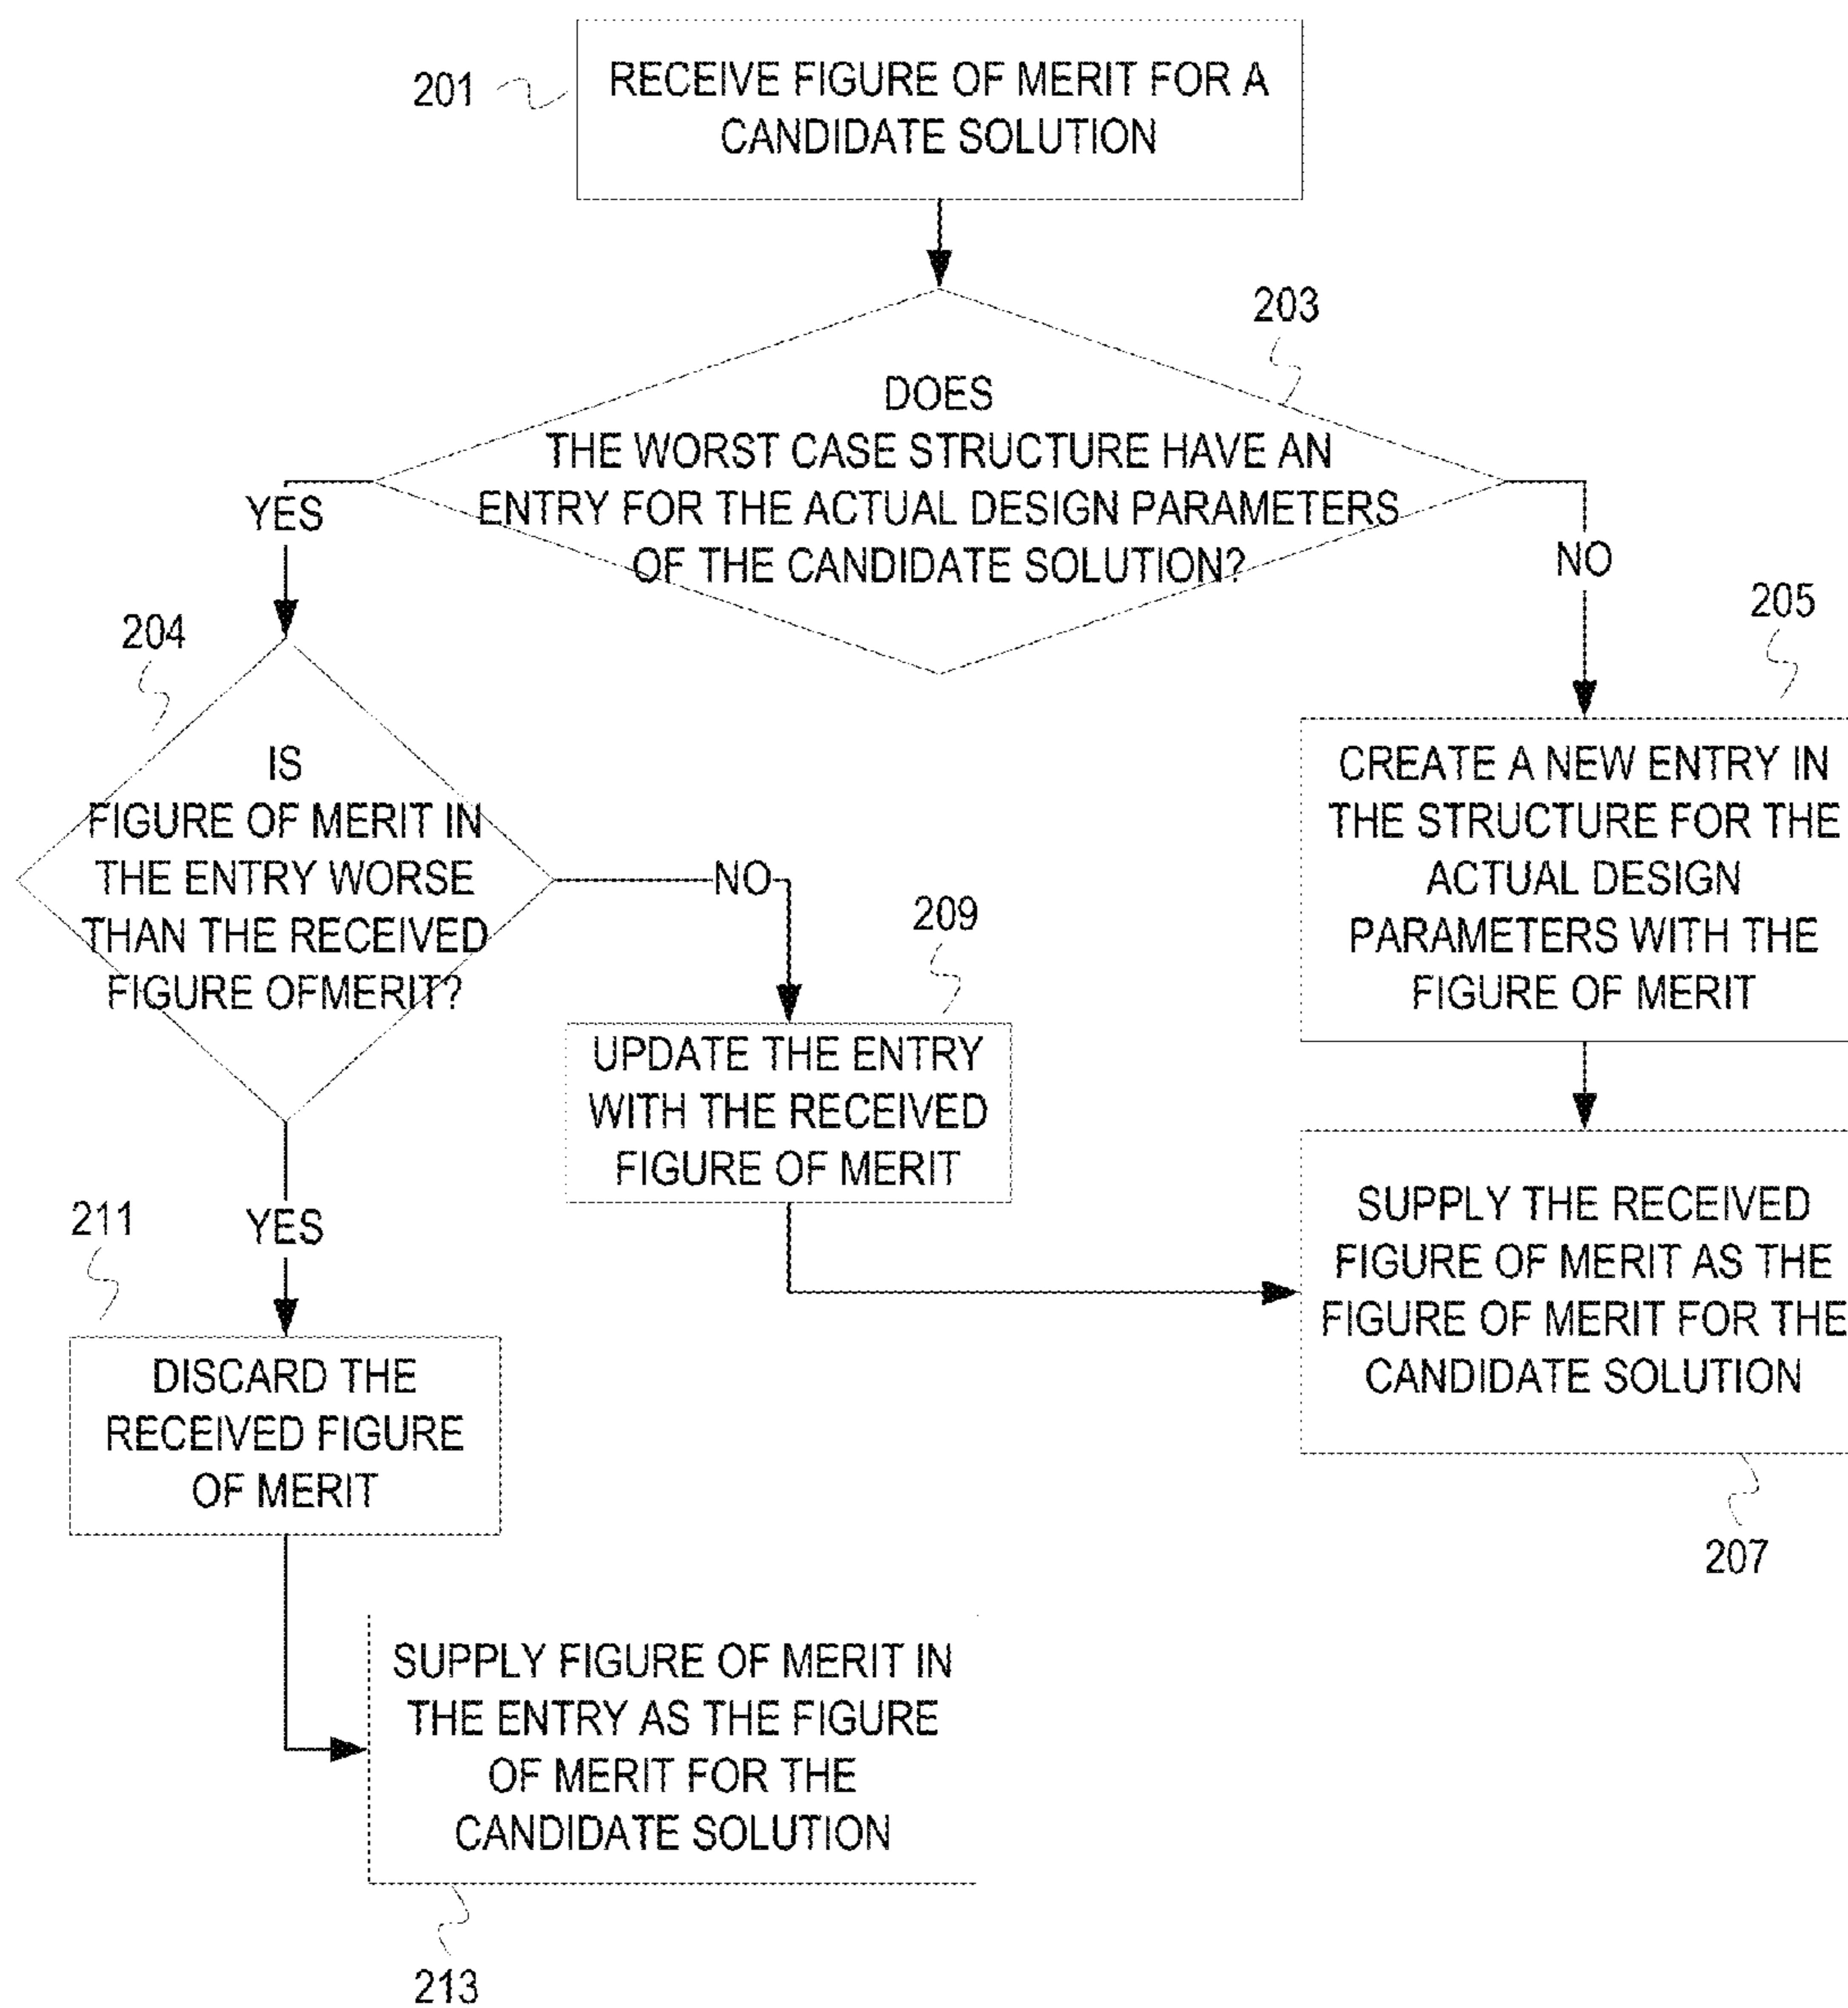 201
RECEIVE FIGURE OF MERIT FOR A
CANDIDATE SOLUTION
203
DOES
THE WORST CASE STRUCTURE HAVE AN
ENTRY FOR THE ACTUAL DESIGN PARAMETERS
OF THE CANDIDATE SOLUTION?
YES
NO
204
IS
FIGURE OF MERIT IN
THE ENTRY WORSE
THAN THE RECEIVED
FIGURE OFMERIT?
NO
205
CREATE A NEW ENTRY IN
THE STRUCTURE FOR THE
ACTUAL DESIGN
PARAMETERS WITH THE
FIGURE OF MERIT
209
UPDATE THE ENTRY
WITH THE RECEIVED
FIGURE OF MERIT
YES
SUPPLY THE RECEIVED
FIGURE OF MERIT AS THE
FIGURE OF MERIT FOR THE
CANDIDATE SOLUTION
207
211
DISCARD THE
RECEIVED FIGURE
OF MERIT
SUPPLY FIGURE OF MERIT IN
THE ENTRY AS THE FIGURE
OF MERIT FOR THE
CANDIDATE SOLUTION
213